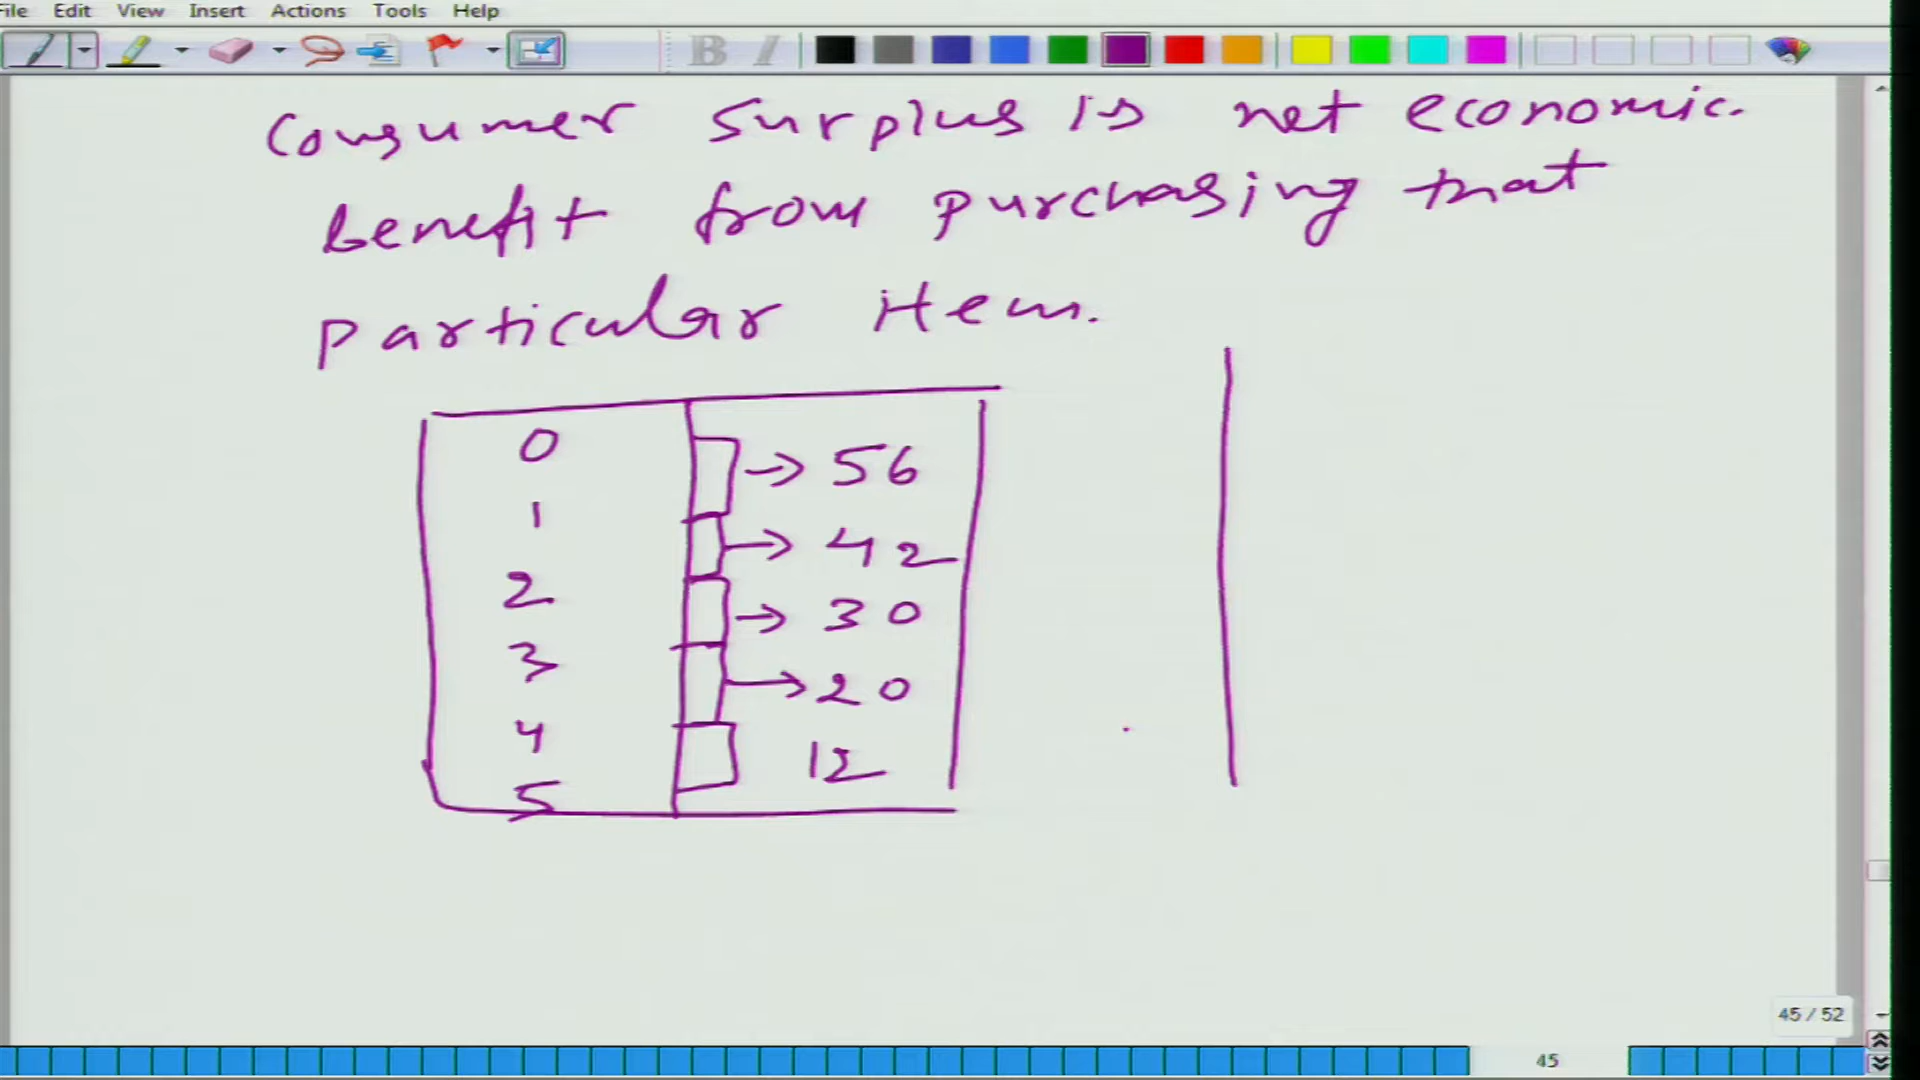 File Edit View Insert Actions Tools Help
B I
Consumer surplus is net economic.
benefit from purchasing that
particular item.
0
→ 56
1
→ 42
2
→ 30
3
→ 20
4
12
5
45 / 52
45